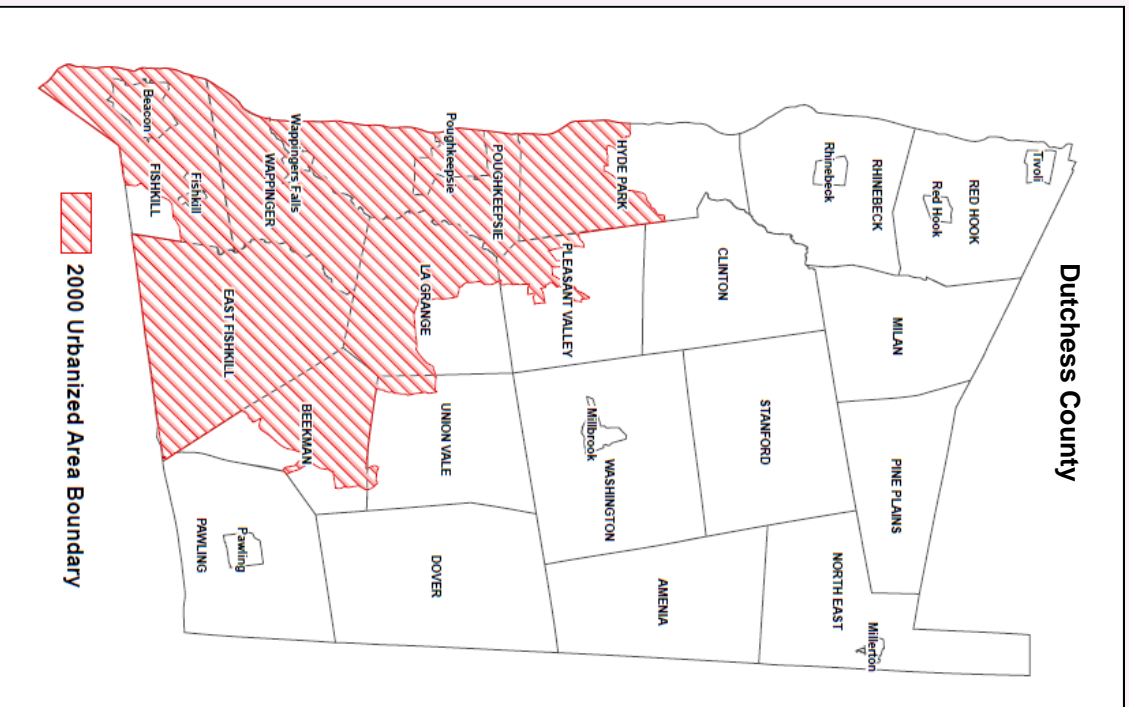 Dutchess County
Tivoli
RED HOOK
Red Hook
RHINEBECK
Rhinebeck
MILAN
PINE PLAINS
NORTH EAST
Millerton
CLINTON
STANFORD
AMENIA
HYDE PARK
PLEASANT VALLEY
WASHINGTON
Millbrook
POUGHKEEPSIE
Poughkeepsie
LA GRANGE
UNION VALE
DOVER
Wappingers Falls
WAPPINGER
BEEKMAN
Fishkill
EAST FISHKILL
FISHKILL
Beacon
Pawling
PAWLING
2000 Urbanized Area Boundary